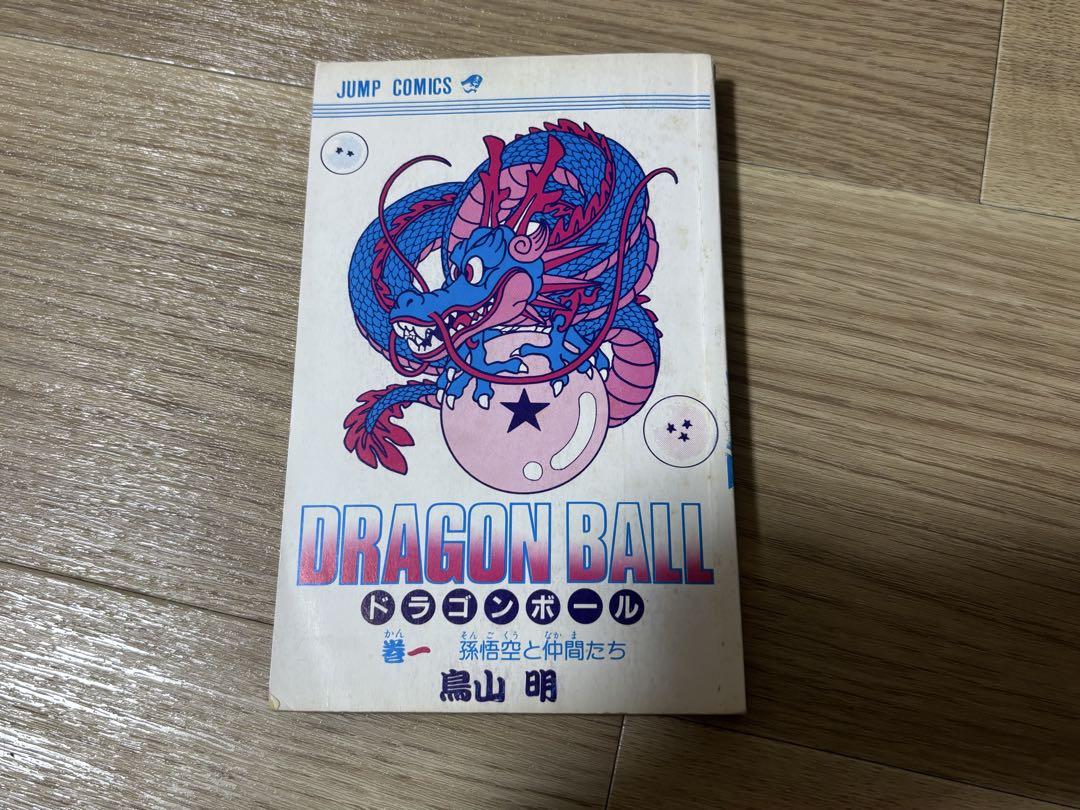 JUMP COMICS
DRAGON BALL
ドラゴンボール
かん そんごくう なかま
巻一 孫悟空と仲間たち
鳥山 明